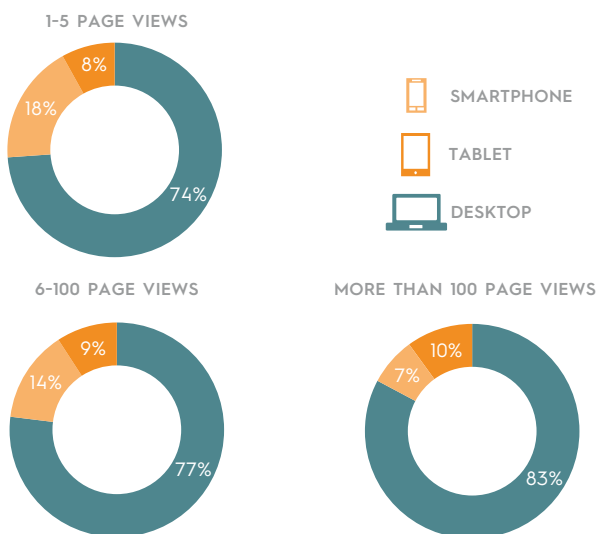 1-5 PAGE VIEWS
8%
18%
74%
SMARTPHONE
TABLET
DESKTOP
6-100 PAGE VIEWS
9%
14%
77%
MORE THAN 100 PAGE VIEWS
10%
7%
83%